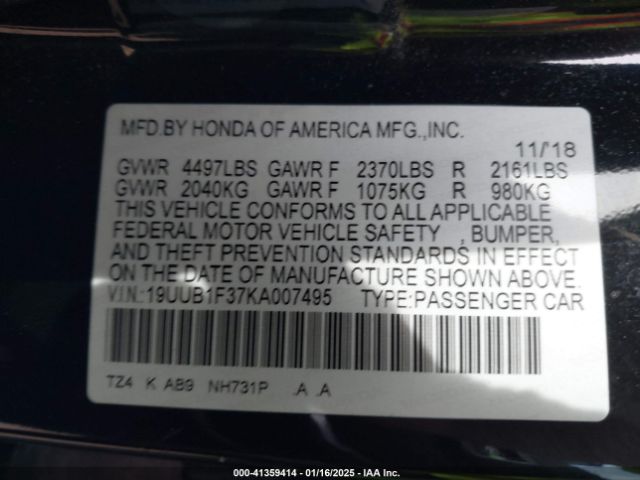 MFD.BY HONDA OF AMERICA MFG.,INC.
11/'18
GVWR 4497LBS GAWR F 2370LBS R 2161LBS
GVWR 2040KG GAWR F 1075KG R 980KG
THIS VEHICLE CONFORMS TO ALL APPLICABLE
FEDERAL MOTOR VEHICLE SAFETY , BUMPER,
AND THEFT PREVENTION STANDARDS IN EFFECT
ON THE DATE OF MANUFACTURE SHOWN ABOVE.
V.I.N.:19UUB1F37KA007495 TYPE:PASSENGER CAR
TZ4 K AB9 NH731P .A .A
000-41359414 - 01/16/2025 - IAA Inc.